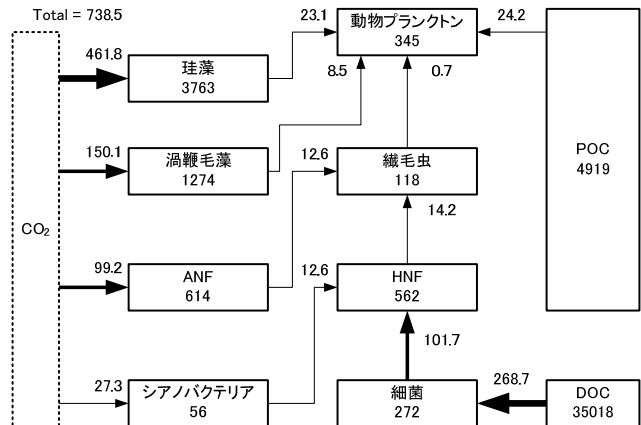 Total = 738.5
CO₂
461.8
珪藻
3763
150.1
渦鞭毛藻
1274
99.2
ANF
614
27.3
シアノバクテリア
56
23.1
動物プランクトン
345
24.2
8.5
0.7
12.6
繊毛虫
118
14.2
12.6
HNF
562
101.7
細菌
272
268.7
POC
4919
DOC
35018